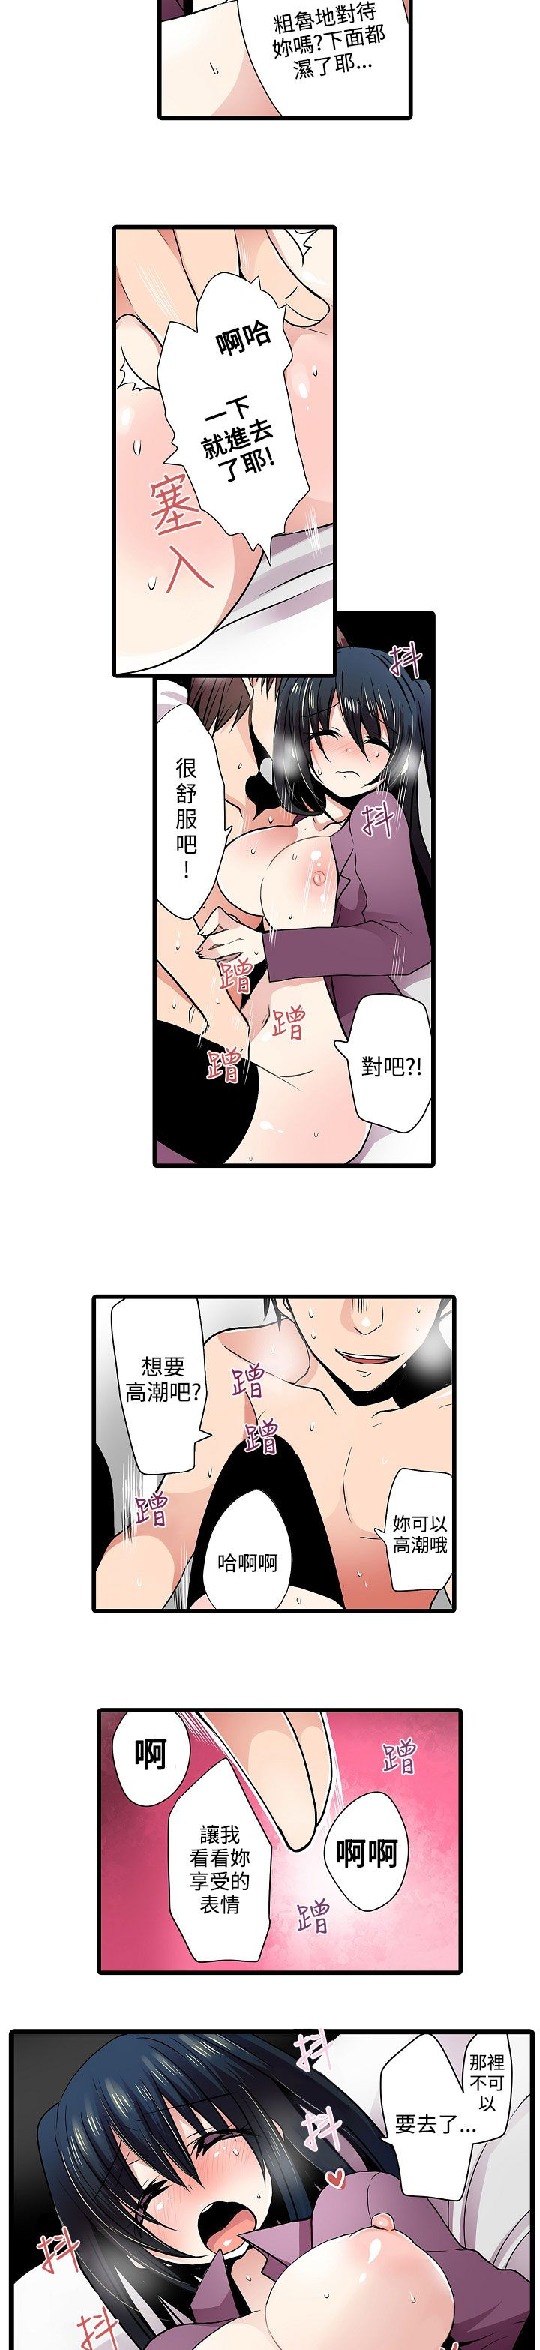 粗魯地對待
妳嗎?下面都
濕了耶...
啊哈
一下
就進去
了耶!
塞
入
抖
很舒服吧!
抖
蹭
蹭
對吧?!
蹭
想要
高潮吧?
蹭
蹭
蹭
妳可以
高潮哦
哈啊啊
啊
蹭
讓我
看看妳
享受的
表情
啊啊
蹭
抖
那裡
不可
以
要去了...
抖
抖
抖